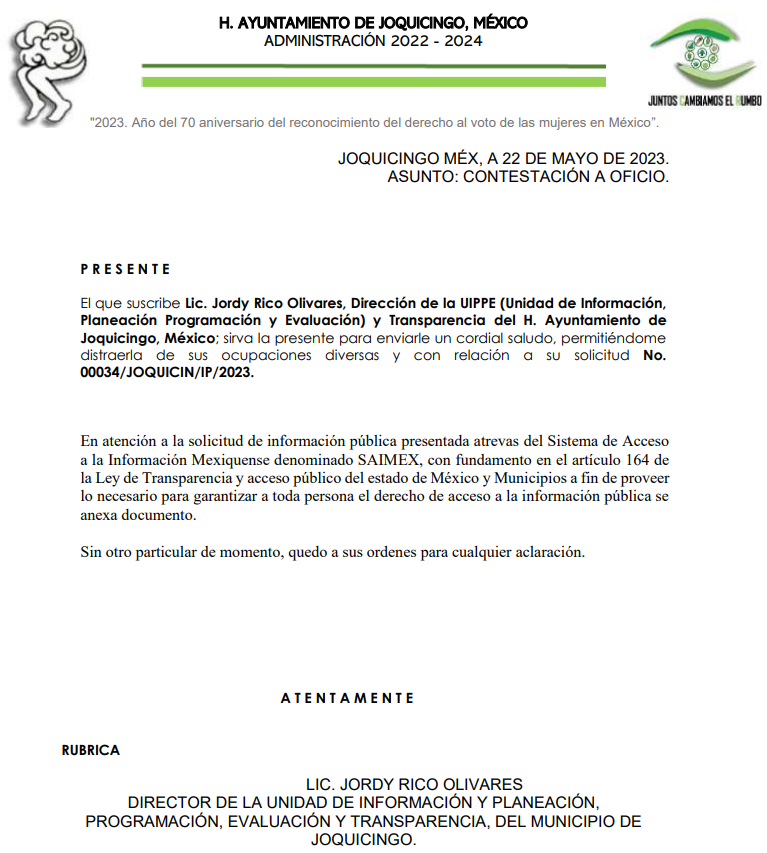 H. AYUNTAMIENTO DE JOQUICINGO, MÉXICO
ADMINISTRACIÓN 2022 - 2024
JUNTOS CAMBIAMOS EL RUMBO
"2023. Año del 70 aniversario del reconocimiento del derecho al voto de las mujeres en México”.
JOQUICINGO MÉX, A 22 DE MAYO DE 2023.
ASUNTO: CONTESTACIÓN A OFICIO.
P R E S E N T E
El que suscribe Lic. Jordy Rico Olivares, Dirección de la UIPPE (Unidad de Información,
Planeación Programación y Evaluación) y Transparencia del H. Ayuntamiento de
Joquicingo, México; sirva la presente para enviarle un cordial saludo, permitiéndome
distraerla de sus ocupaciones diversas y con relación a su solicitud No.
00034/JOQUICIN/IP/2023.
En atención a la solicitud de información pública presentada atrevas del Sistema de Acceso
a la Información Mexiquense denominado SAIMEX, con fundamento en el artículo 164 de
la Ley de Transparencia y acceso público del estado de México y Municipios a fin de proveer
lo necesario para garantizar a toda persona el derecho de acceso a la información pública se
anexa documento.
Sin otro particular de momento, quedo a sus ordenes para cualquier aclaración.
A T E N T A M E N T E
RUBRICA
LIC. JORDY RICO OLIVARES
DIRECTOR DE LA UNIDAD DE INFORMACIÓN Y PLANEACIÓN,
PROGRAMACIÓN, EVALUACIÓN Y TRANSPARENCIA, DEL MUNICIPIO DE
JOQUICINGO.